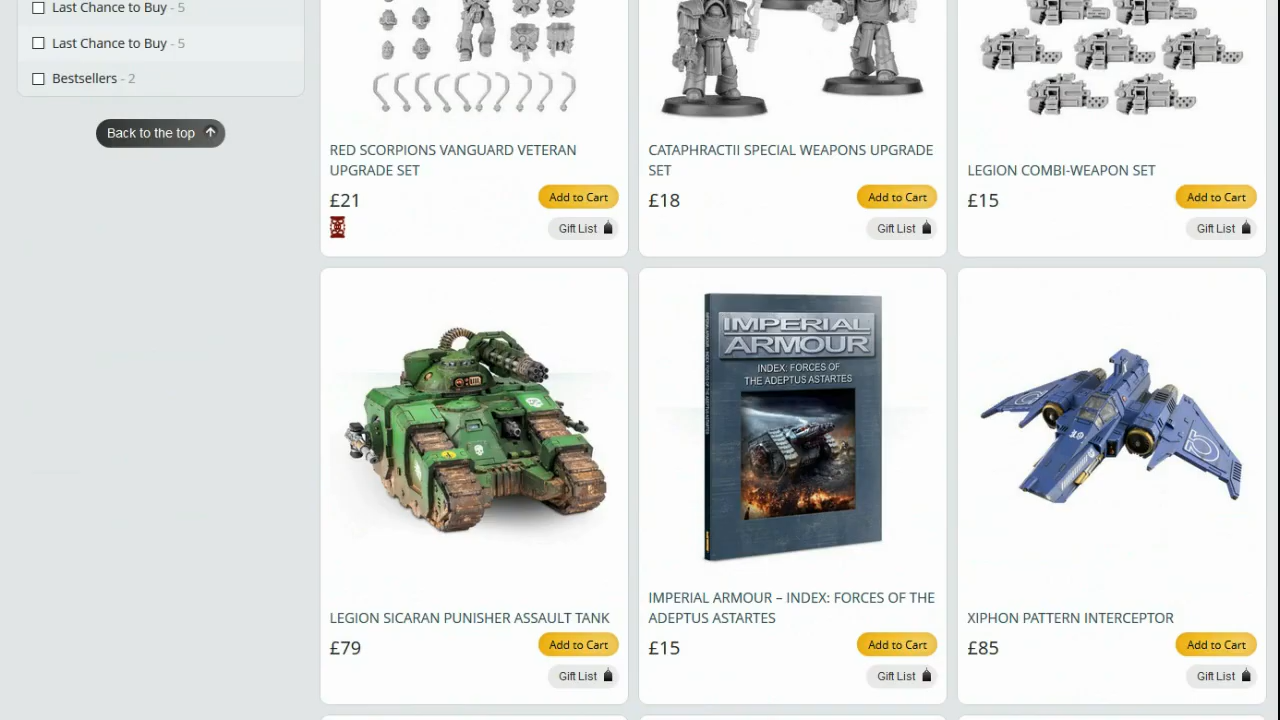 Last Chance to Buy - 5
Last Chance to Buy - 5
Bestsellers - 2
Back to the top
RED SCORPIONS VANGUARD VETERAN
UPGRADE SET
£21
Add to Cart
Gift List
CATAPHRACTII SPECIAL WEAPONS UPGRADE
SET
£18
Add to Cart
Gift List
LEGION COMBI-WEAPON SET
£15
Add to Cart
Gift List
LEGION SICARAN PUNISHER ASSAULT TANK
£79
Add to Cart
Gift List
IMPERIAL
ARMOUR
INDEX: FORCES OF
THE ADEPTUS ASTARTES
IMPERIAL ARMOUR – INDEX: FORCES OF THE
ADEPTUS ASTARTES
£15
Add to Cart
Gift List
XIPHON PATTERN INTERCEPTOR
£85
Add to Cart
Gift List